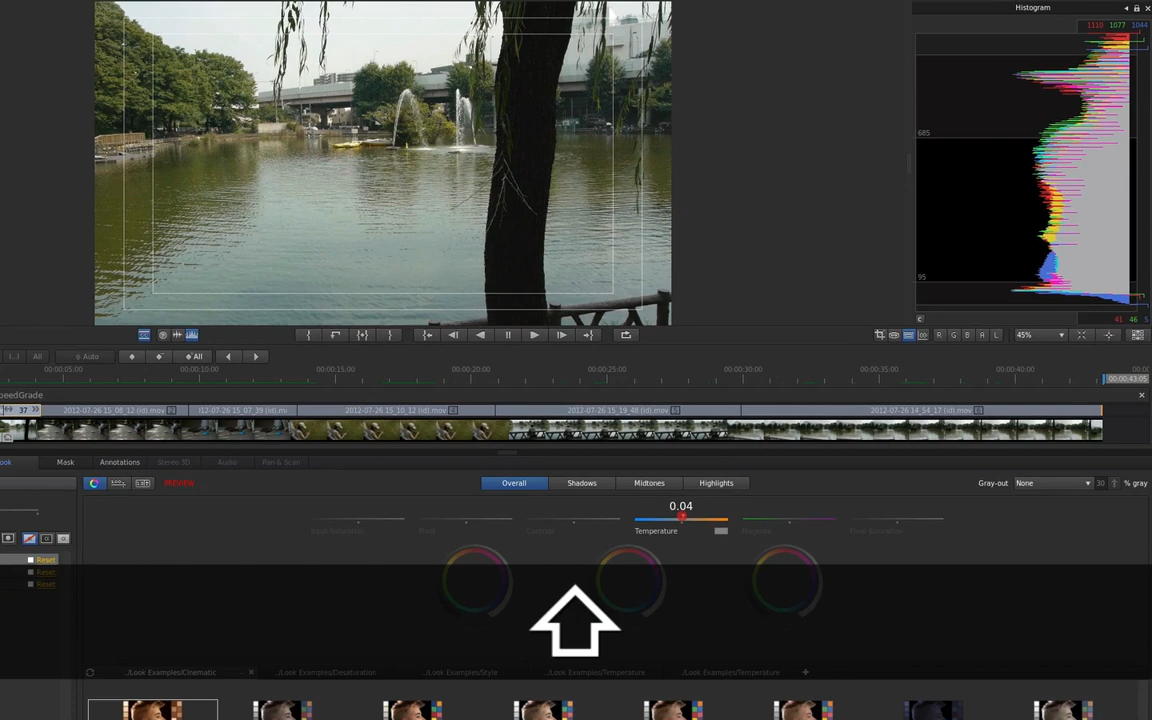 Histogram
1110 1077 1044
685
95
C
41 46 5
R G B A L
45%
[...] All
Auto
All
00:00:05.00 00:00:10.00 00:00:15.00 00:00:20.00 00:00:25.00 00:00:30.00 00:00:35.00 00:00:40.00
00:00:43:05
peedGrade
37 2012-07-26 15_08_12 (id).mov l12-07-26 15_07_39 (id).m 2012-07-26 15_10_12 (id).mov 2012-07-26 15_19_48 (id).mov 2012-07-26 14_54_17 (id).mov
ook Mask Annotations Stereo 3D Audio Pan & Scan
PREVIEW Overall Shadows Midtones Highlights Gray-out None 30 % gray
0.04
Input Saturation Pivot Contrast Temperature Magenta Final Saturation
Reset
Reset
Reset
./Look Examples/Cinematic ./Look Examples/Desaturation ./Look Examples/Style ./Look Examples/Temperature ./Look Examples/Temperature